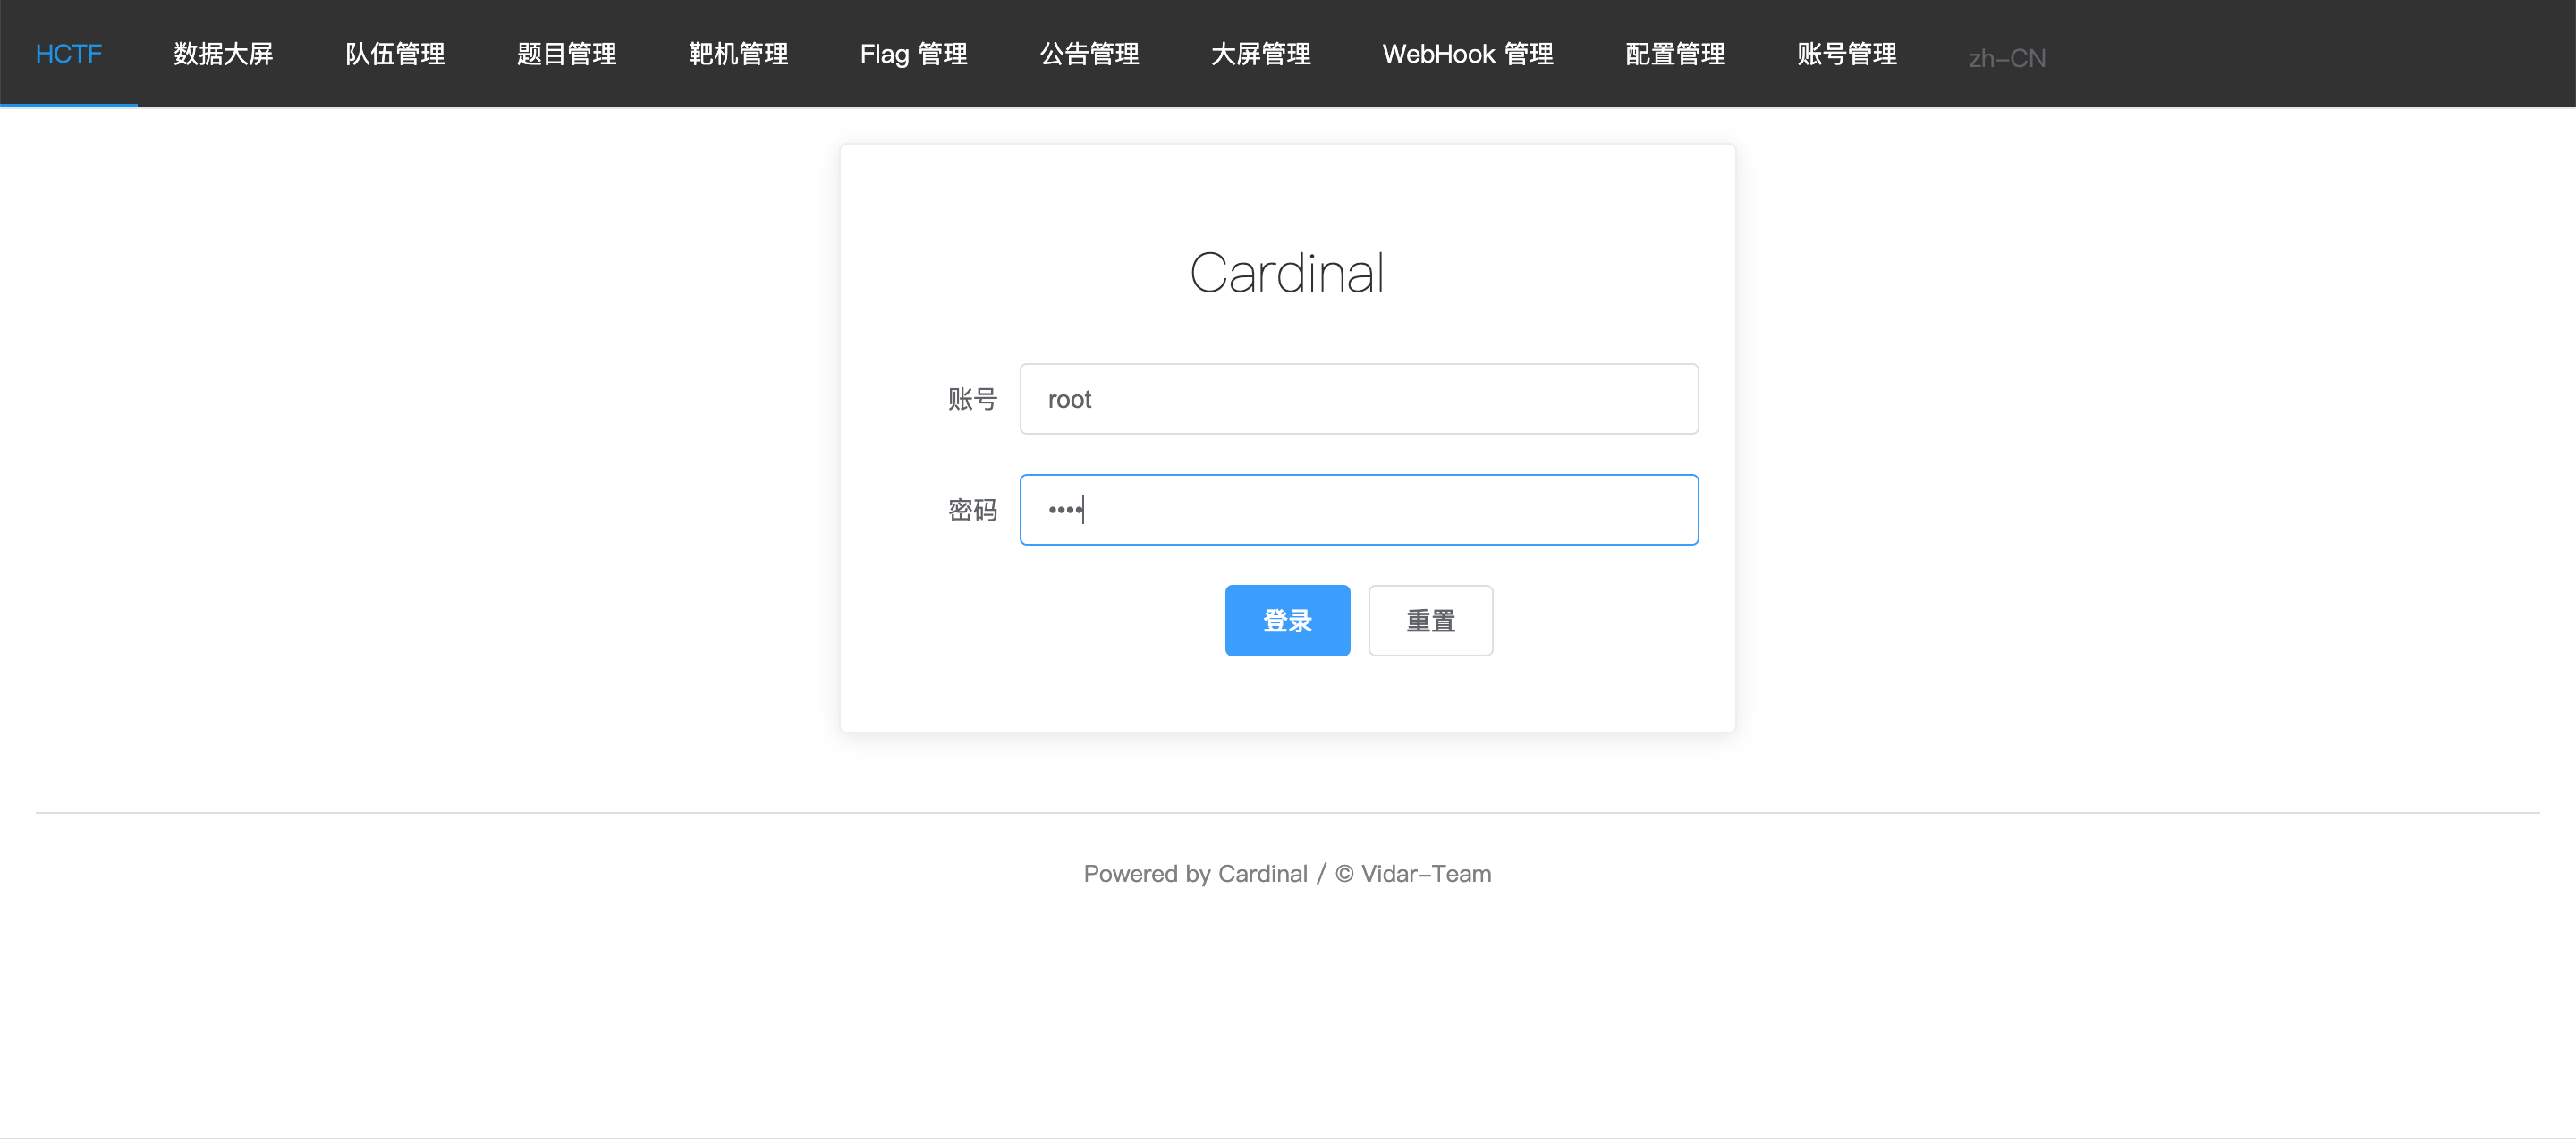 HCTF 数据大屏 队伍管理 题目管理 靶机管理 Flag 管理 公告管理 大屏管理 WebHook 管理 配置管理 账号管理 zh-CN
Cardinal
账号 root
密码 ••••
登录 重置
Powered by Cardinal / © Vidar-Team